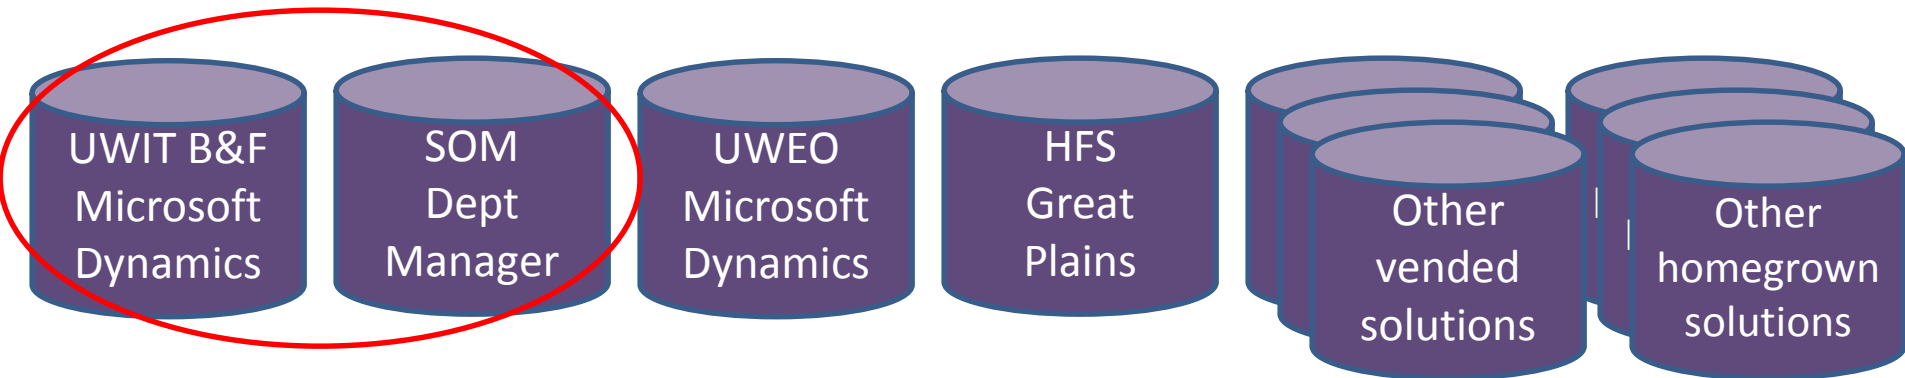 UWIT B&F
Microsoft
Dynamics
SOM
Dept
Manager
UWEO
Microsoft
Dynamics
HFS
Great
Plains
Other
vended
solutions
Other
homegrown
solutions